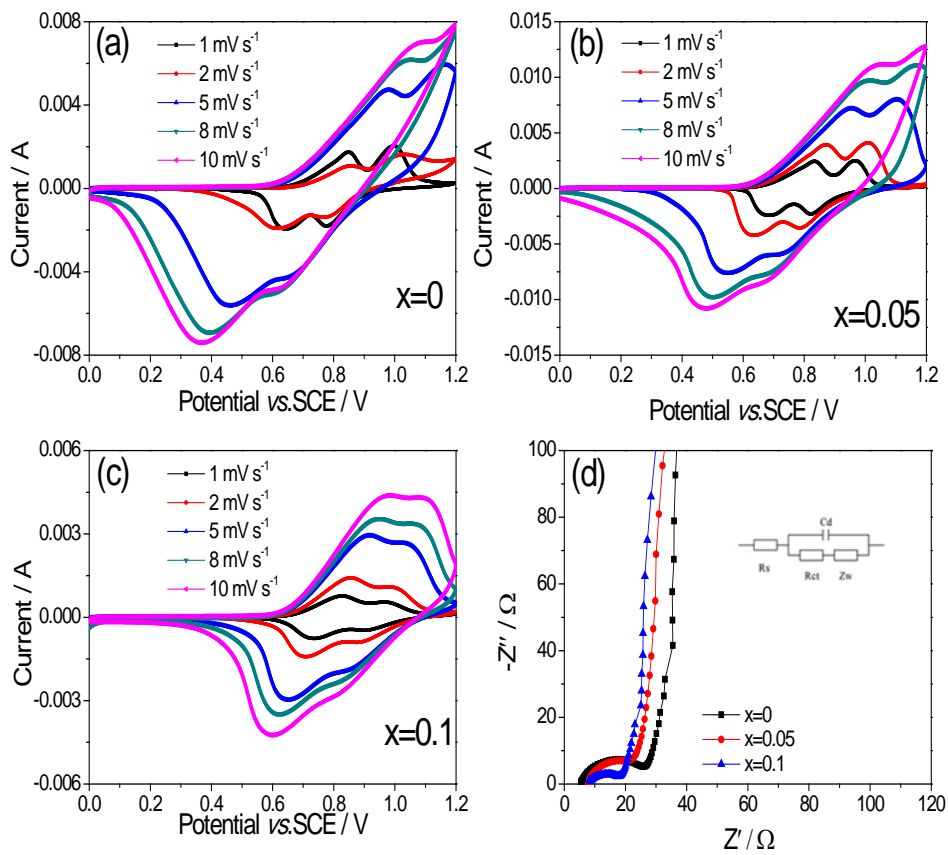 (a)
1 mV s⁻¹
2 mV s⁻¹
5 mV s⁻¹
8 mV s⁻¹
10 mV s⁻¹
x=0
Current / A
0.008
0.004
0.000
-0.004
-0.008
0.0 0.2 0.4 0.6 0.8 1.0 1.2
Potential vs.SCE / V
(b)
1 mV s⁻¹
2 mV s⁻¹
5 mV s⁻¹
8 mV s⁻¹
10 mV s⁻¹
x=0.05
Current / A
0.015
0.010
0.005
0.000
-0.005
-0.010
-0.015
0.0 0.2 0.4 0.6 0.8 1.0 1.2
Potential vs.SCE / V
(c)
1 mV s⁻¹
2 mV s⁻¹
5 mV s⁻¹
8 mV s⁻¹
10 mV s⁻¹
x=0.1
Current / A
0.006
0.003
0.000
-0.003
-0.006
0.0 0.2 0.4 0.6 0.8 1.0 1.2
Potential vs.SCE / V
(d)
Cd
Rs
Rct Zw
x=0
x=0.05
x=0.1
-Z'' / Ω
100
80
60
40
20
0
0 20 40 60 80 100 120
Z' / Ω